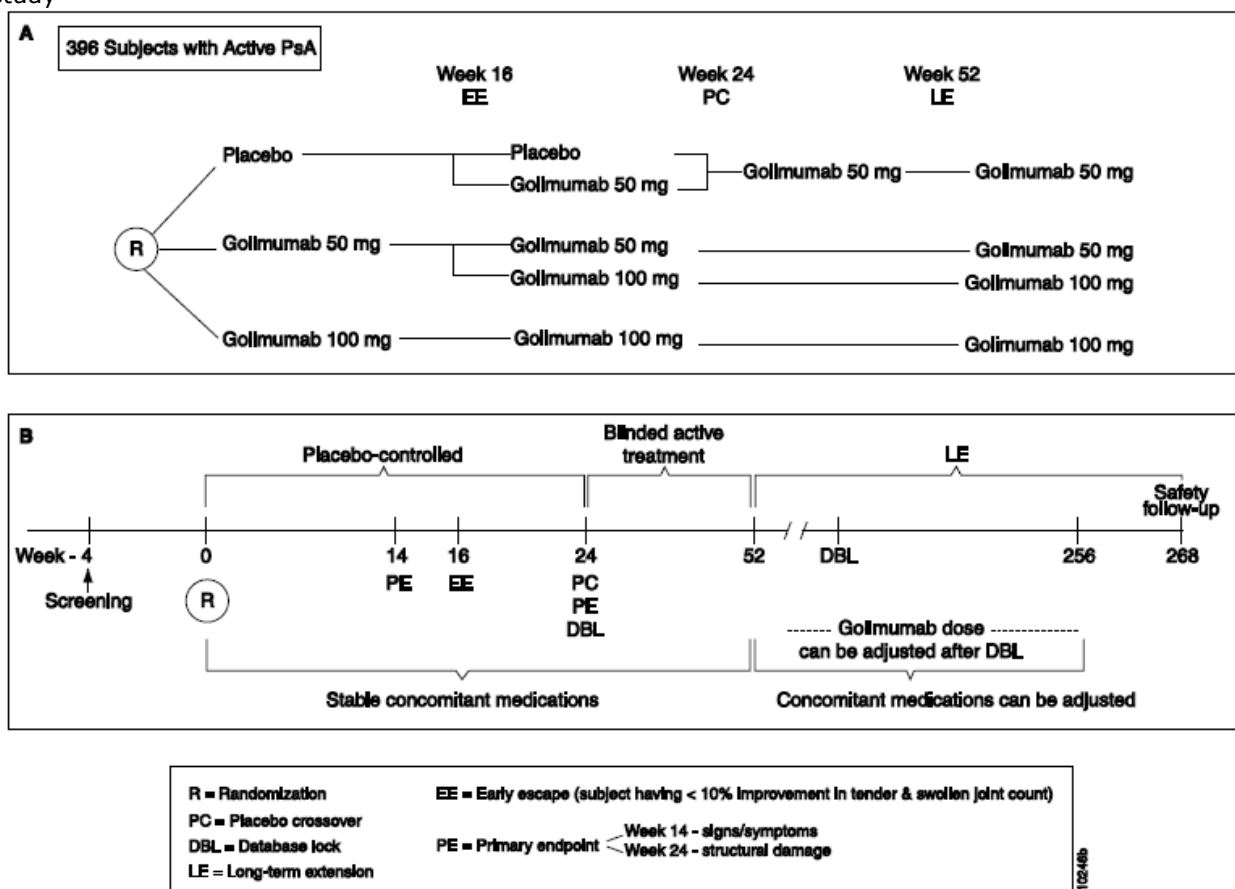 study
A
396 Subjects with Active PsA
Week 16
EE
Week 24
PC
Week 52
LE
Placebo
Placebo
Golimumab 50 mg
Golimumab 50 mg
Golimumab 50 mg
R
Golimumab 50 mg
Golimumab 50 mg
Golimumab 50 mg
Golimumab 100 mg
Golimumab 100 mg
Golimumab 100 mg
Golimumab 100 mg
Golimumab 100 mg
B
Placebo-controlled
Blinded active
treatment
LE
Safety
follow-up
Week - 4
0
14
16
24
52
DBL
256
268
Screening
R
PE
EE
PC
PE
DBL
Golimumab dose
can be adjusted after DBL
Stable concomitant medications
Concomitant medications can be adjusted
R = Randomization
PC = Placebo crossover
DBL = Database lock
LE = Long-term extension
EE = Early escape (subject having < 10% improvement in tender & swollen joint count)
PE = Primary endpoint
Week 14 - signs/symptoms
Week 24 - structural damage
10246b